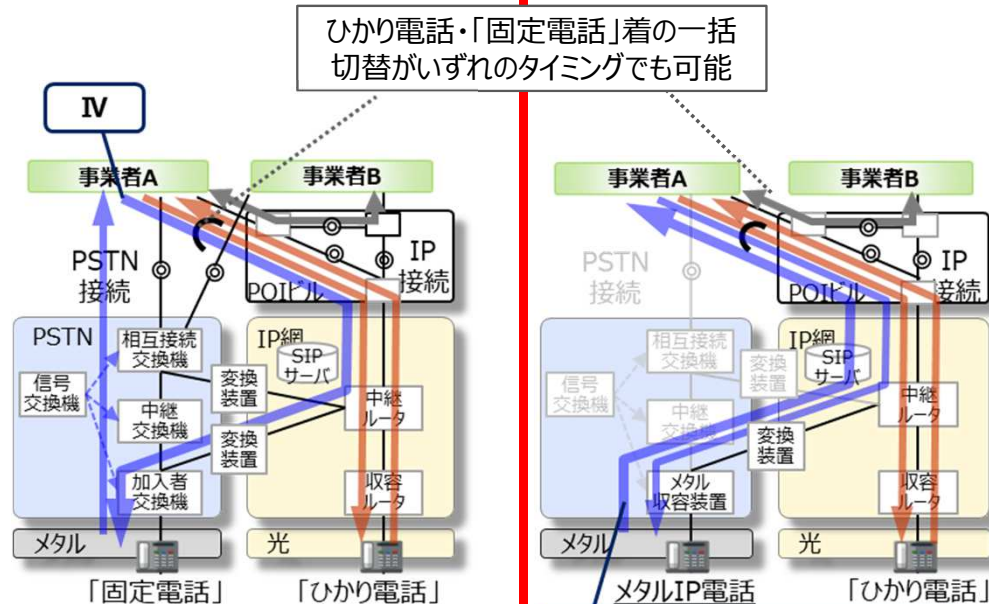 ひかり電話・「固定電話」着の一括
切替がいずれのタイミングでも可能
Ⅳ
事業者A
事業者B
PSTN
接続
IP
接続
POIビル
PSTN
相互接続
交換機
信号
交換機
中継
交換機
加入者
交換機
変換
装置
変換
装置
IP網
SIP
サーバ
中継
ルータ
収容
ルータ
メタル
光
「固定電話」
「ひかり電話」
事業者A
事業者B
PSTN
接続
IP
接続
POIビル
相互接続
交換機
信号
交換機
中継
交換機
メタル
収容装置
変換
装置
変換
装置
IP網
SIP
サーバ
中継
ルータ
収容
ルータ
メタル
光
メタルIP電話
「ひかり電話」